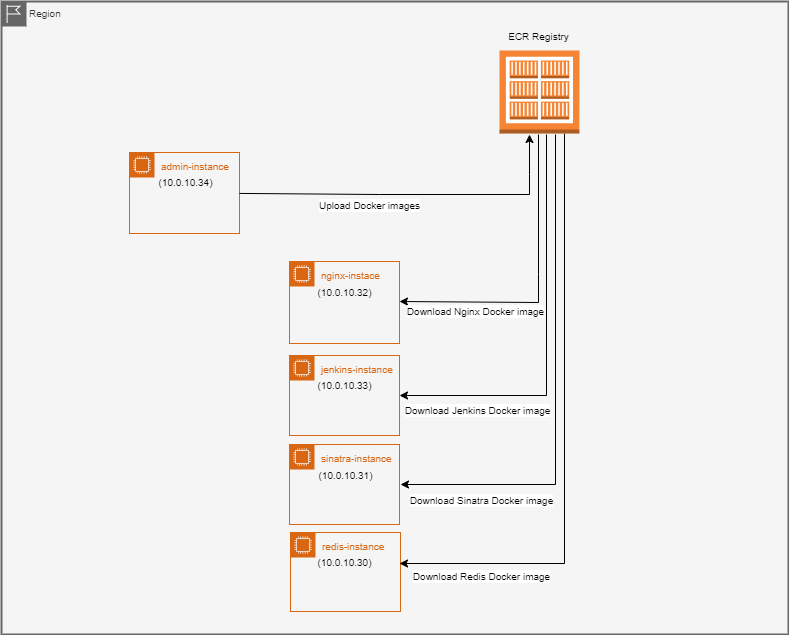 Region
ECR Registry
admin-instance
(10.0.10.34)
Upload Docker images
nginx-instace
(10.0.10.32)
Download Nginx Docker image
jenkins-instance
(10.0.10.33)
Download Jenkins Docker image
sinatra-instance
(10.0.10.31)
Download Sinatra Docker image
redis-instance
(10.0.10.30)
Download Redis Docker image